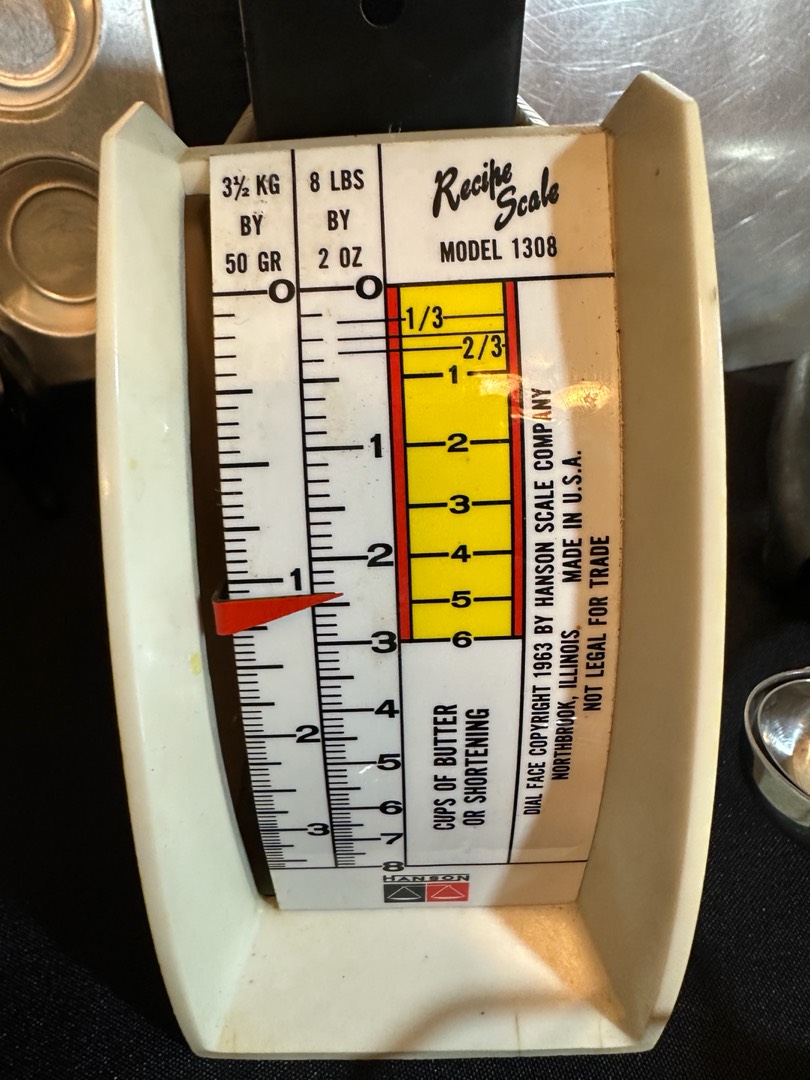 3½ KG
BY
50 GR
8 LBS
BY
2 OZ
Recipe
Scale
MODEL 1308
0
1
2
3
0
1
2
3
4
5
6
7
8
1/3
2/3
1
2
3
4
5
6
CUPS OF BUTTER
OR SHORTENING
DIAL FACE COPYRIGHT 1963 BY HANSON SCALE COMPANY
NORTHBROOK, ILLINOIS MADE IN U.S.A.
NOT LEGAL FOR TRADE
HANSON